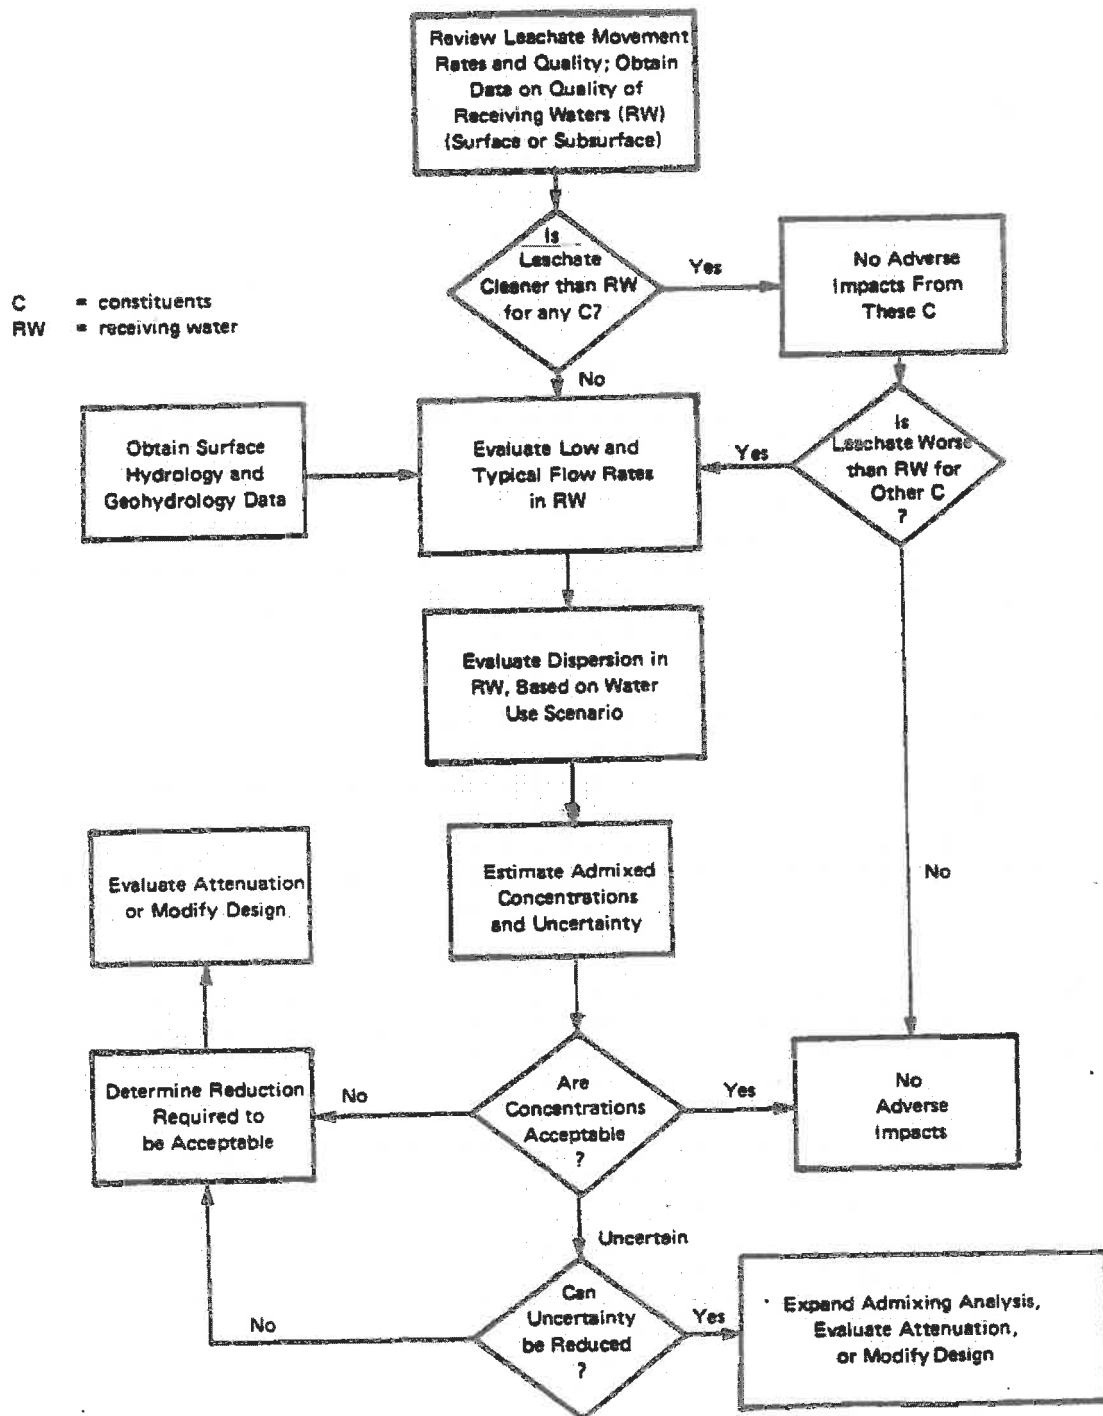 Review Leachate Movement
Rates and Quality; Obtain
Data on Quality of
Receiving Waters (RW)
(Surface or Subsurface)
Is
Leachate
Cleaner than RW
for any C?
Yes
No Adverse
Impacts From
These C
C = constituents
RW = receiving water
No
Obtain Surface
Hydrology and
Geohydrology Data
Evaluate Low and
Typical Flow Rates
in RW
Yes
Is
Leachate Worse
than RW for
Other C
?
Evaluate Dispersion in
RW, Based on Water
Use Scenario
Evaluate Attenuation
or Modify Design
Estimate Admixed
Concentrations
and Uncertainty
No
Determine Reduction
Required to
be Acceptable
No
Are
Concentrations
Acceptable
?
Yes
No
Adverse
Impacts
Uncertain
No
Can
Uncertainty
be Reduced
?
Yes
Expand Admixing Analysis,
Evaluate Attenuation,
or Modify Design